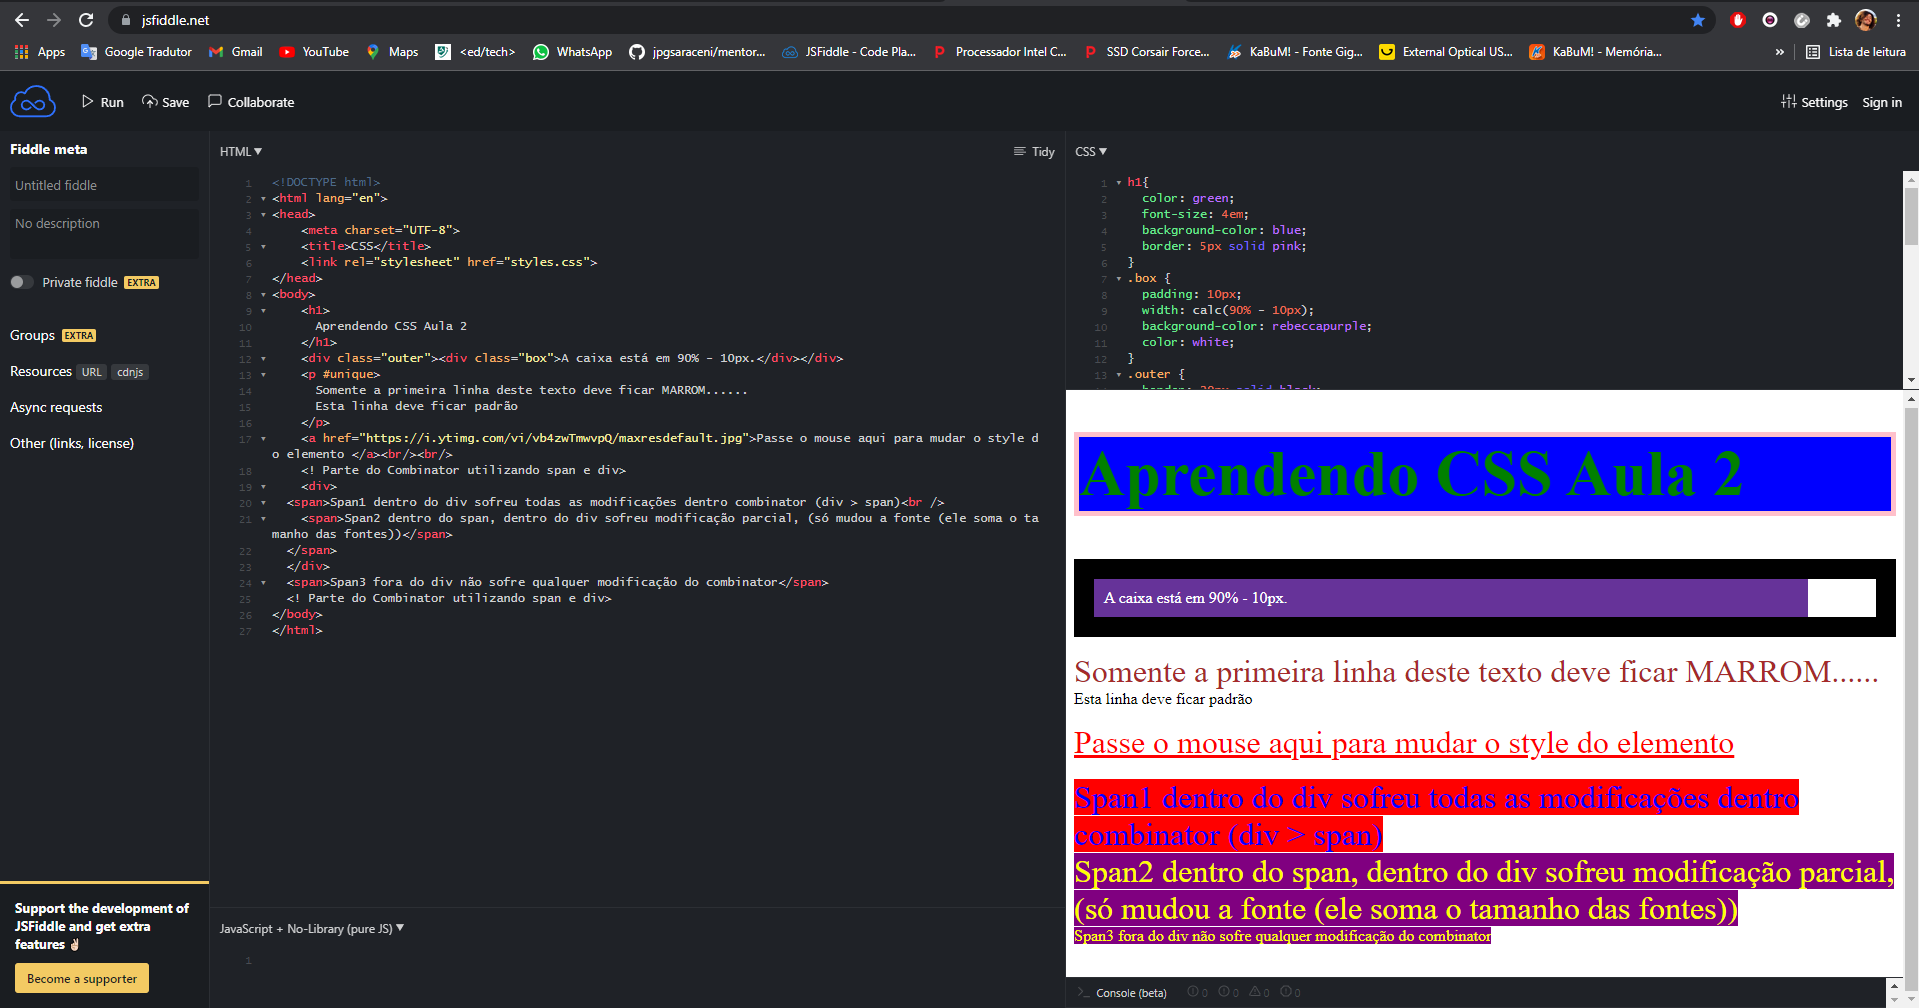 jsfiddle.net
Apps
Google Tradutor
Gmail
YouTube
Maps
<ed/tech>
WhatsApp
jpgsaraceni/mentor...
JSFiddle - Code Pla...
Processador Intel C...
SSD Corsair Force...
KaBuM! - Fonte Gig...
External Optical US...
KaBuM! - Memória...
»
Lista de leitura
Run
Save
Collaborate
Settings
Sign in
Fiddle meta
Untitled fiddle
No description
Private fiddle EXTRA
Groups EXTRA
Resources URL cdnjs
Async requests
Other (links, license)
Support the development of
JSFiddle and get extra
features ✌🏻
Become a supporter
HTML ▼
Tidy
1 <!DOCTYPE html>
2 <html lang="en">
3 <head>
4 <meta charset="UTF-8">
5 <title>CSS</title>
6 <link rel="stylesheet" href="styles.css">
7 </head>
8 <body>
9 <h1>
10 Aprendendo CSS Aula 2
11 </h1>
12 <div class="outer"><div class="box">A caixa está em 90% - 10px.</div></div>
13 <p #unique>
14 Somente a primeira linha deste texto deve ficar MARROM......
15 Esta linha deve ficar padrão
16 </p>
17 <a href="https://i.ytimg.com/vi/vb4zwTmwvpQ/maxresdefault.jpg">Passe o mouse aqui para mudar o style d
o elemento </a><br/><br/>
18 <! Parte do Combinator utilizando span e div>
19 <div>
20 <span>Span1 dentro do div sofreu todas as modificações dentro combinator (div > span)<br />
21 <span>Span2 dentro do span, dentro do div sofreu modificação parcial, (só mudou a fonte (ele soma o ta
manho das fontes))</span>
22 </span>
23 </div>
24 <span>Span3 fora do div não sofre qualquer modificação do combinator</span>
25 <! Parte do Combinator utilizando span e div>
26 </body>
27 </html>
JavaScript + No-Library (pure JS) ▼
1
CSS ▼
1 h1{
2 color: green;
3 font-size: 4em;
4 background-color: blue;
5 border: 5px solid pink;
6 }
7 .box {
8 padding: 10px;
9 width: calc(90% - 10px);
10 background-color: rebeccapurple;
11 color: white;
12 }
13 .outer {
border: 20px solid black;
Aprendendo CSS Aula 2
A caixa está em 90% - 10px.
Somente a primeira linha deste texto deve ficar MARROM......
Esta linha deve ficar padrão
Passe o mouse aqui para mudar o style do elemento
Span1 dentro do div sofreu todas as modificações dentro
combinator (div > span)
Span2 dentro do span, dentro do div sofreu modificação parcial,
(só mudou a fonte (ele soma o tamanho das fontes))
Span3 fora do div não sofre qualquer modificação do combinator
>_ Console (beta) 0 0 0 0